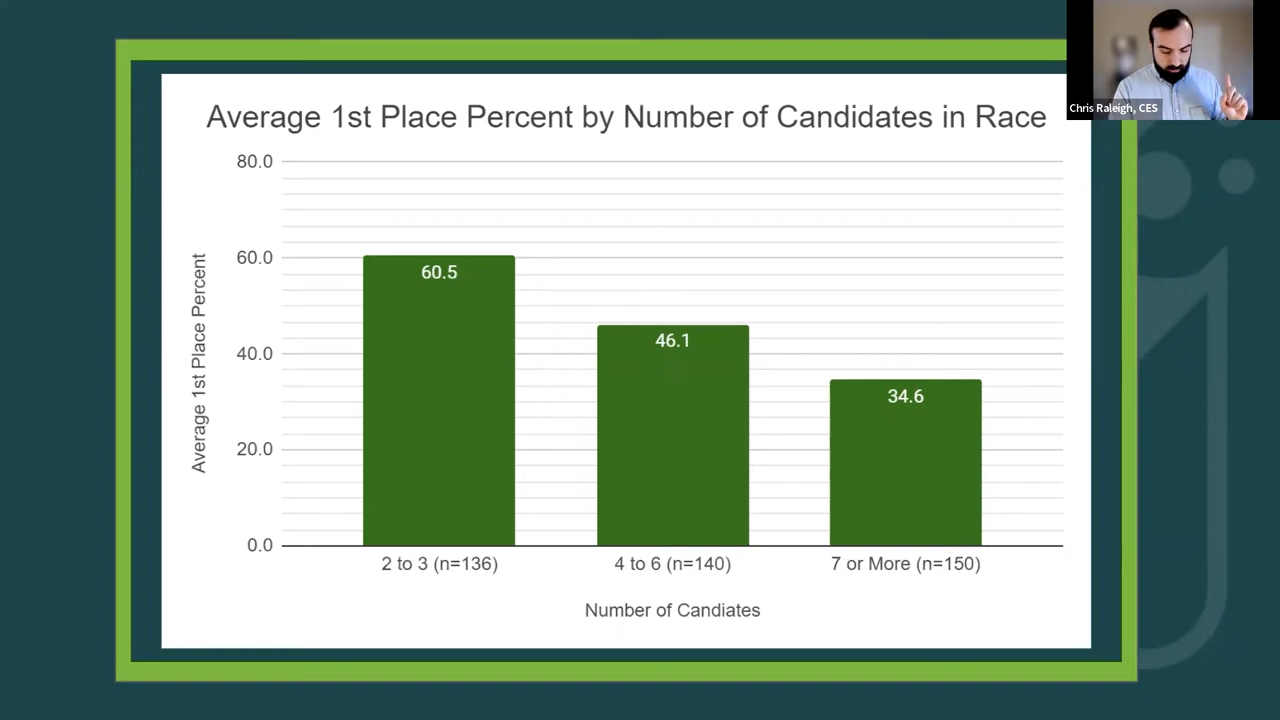 Average 1st Place Percent by Number of Candidates in Race
Chris Raleigh, CES
Average 1st Place Percent
80.0
60.0
40.0
20.0
0.0
60.5
46.1
34.6
2 to 3 (n=136)
4 to 6 (n=140)
7 or More (n=150)
Number of Candiates